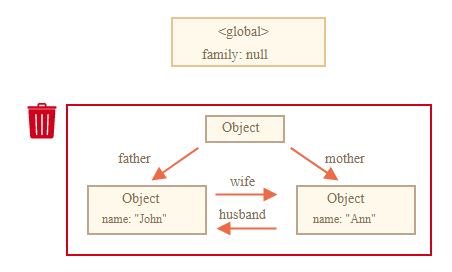 <global>
family: null
Object
father
mother
wife
Object
name: "John"
Object
name: "Ann"
husband